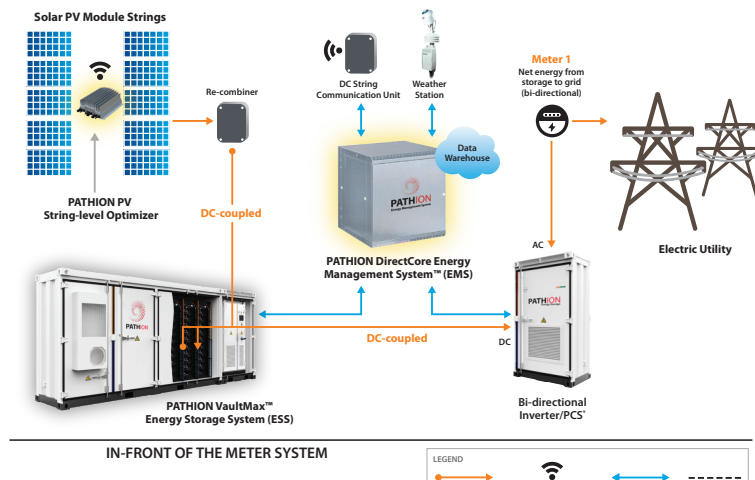 Solar PV Module Strings
Re-combiner
PATHION PV
String-level Optimizer
DC-coupled
DC String
Communication Unit
Weather
Station
Data
Warehouse
PATHION
Energy Management System
PATHION DirectCore Energy
Management System™ (EMS)
Meter 1
Net energy from
storage to grid
(bi-directional)
Electric Utility
AC
PATHION
DC
DC-coupled
Bi-directional
Inverter/PCS*
PATHION
PATHION VaultMax™
Energy Storage System (ESS)
IN-FRONT OF THE METER SYSTEM
LEGEND